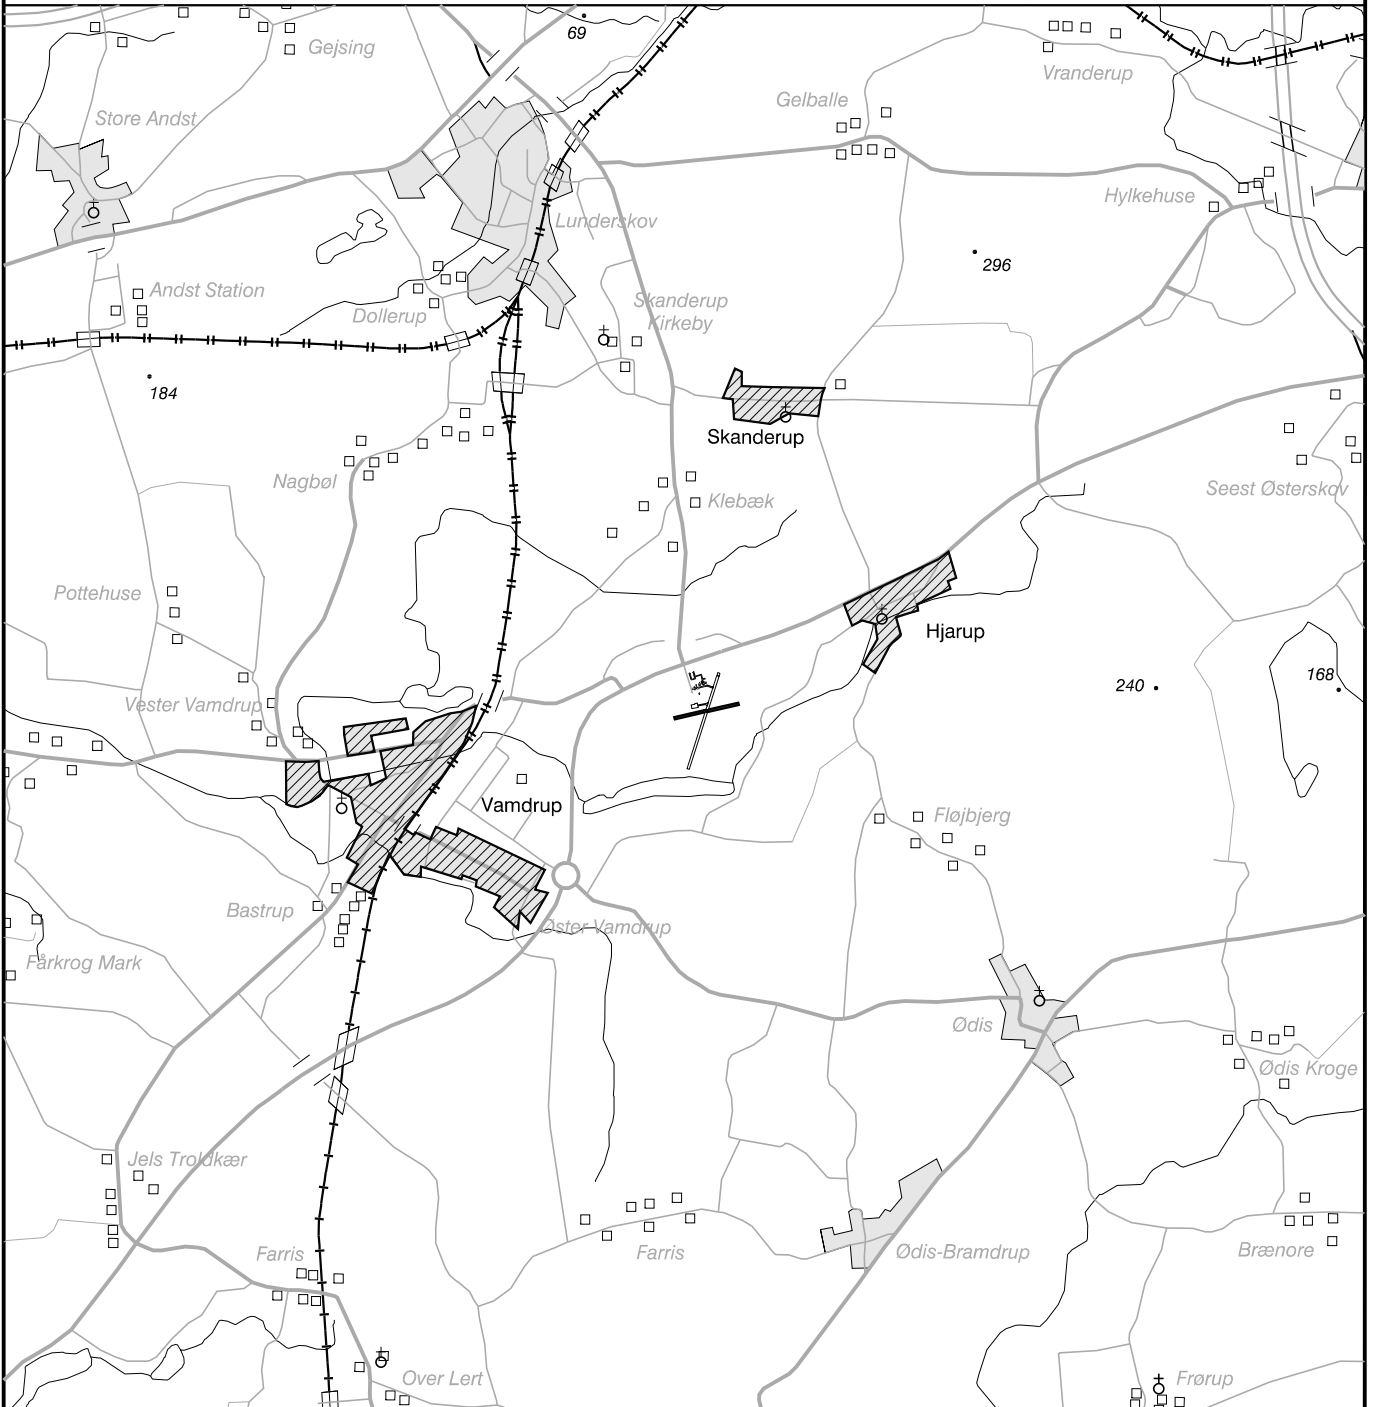 69
Gejsing
Vranderup
Gelballe
Store Andst
Hylkehuse
Lunderskov
296
Andst Station
Skanderup
Kirkeby
Dollerup
184
Skanderup
Nagbøl
Klebæk
Seest Østerskov
Pottehuse
Hjarup
168
240
Vester Vamdrup
Vamdrup
Fløjbjerg
Bastrup
Øster Vamdrup
Fårkrog Mark
Ødis
Ødis Kroge
Jels Troldkær
Farris
Farris
Ødis-Bramdrup
Brænore
Over Lert
Frørup